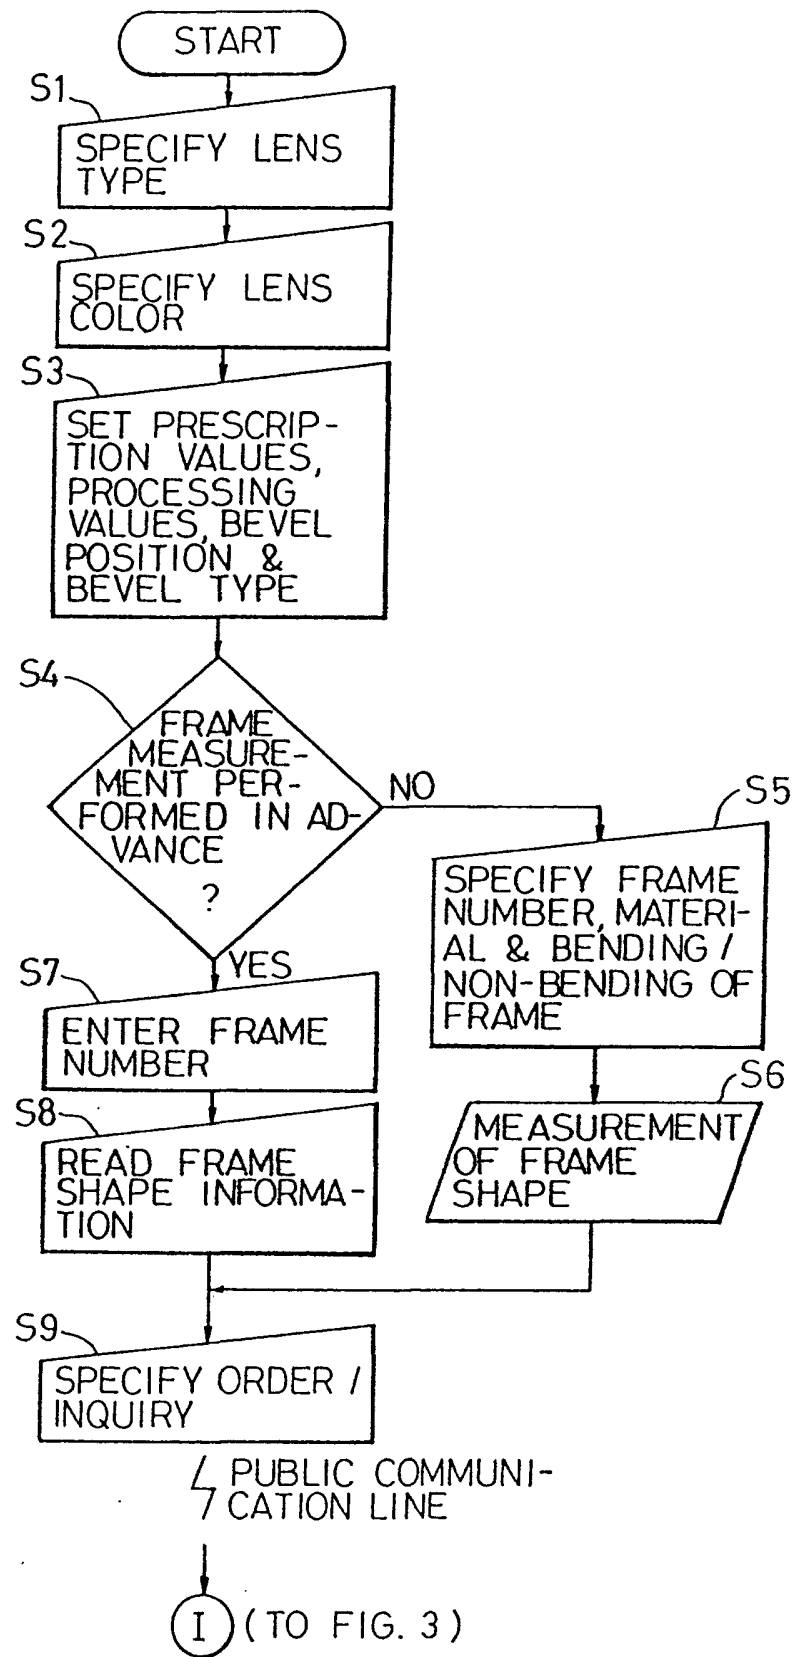 START
S1
SPECIFY LENS
TYPE
S2
SPECIFY LENS
COLOR
S3
SET PRESCRIP-
TION VALUES,
PROCESSING
VALUES, BEVEL
POSITION &
BEVEL TYPE
S4
FRAME
MEASURE-
MENT PER-
FORMED IN AD-
VANCE
?
NO
S5
SPECIFY FRAME
NUMBER, MATERI-
AL & BENDING /
NON-BENDING OF
FRAME
S6
MEASUREMENT
OF FRAME
SHAPE
YES
S7
ENTER FRAME
NUMBER
S8
READ FRAME
SHAPE INFORMA-
TION
S9
SPECIFY ORDER /
INQUIRY
PUBLIC COMMUNI-
CATION LINE
I (TO FIG. 3)